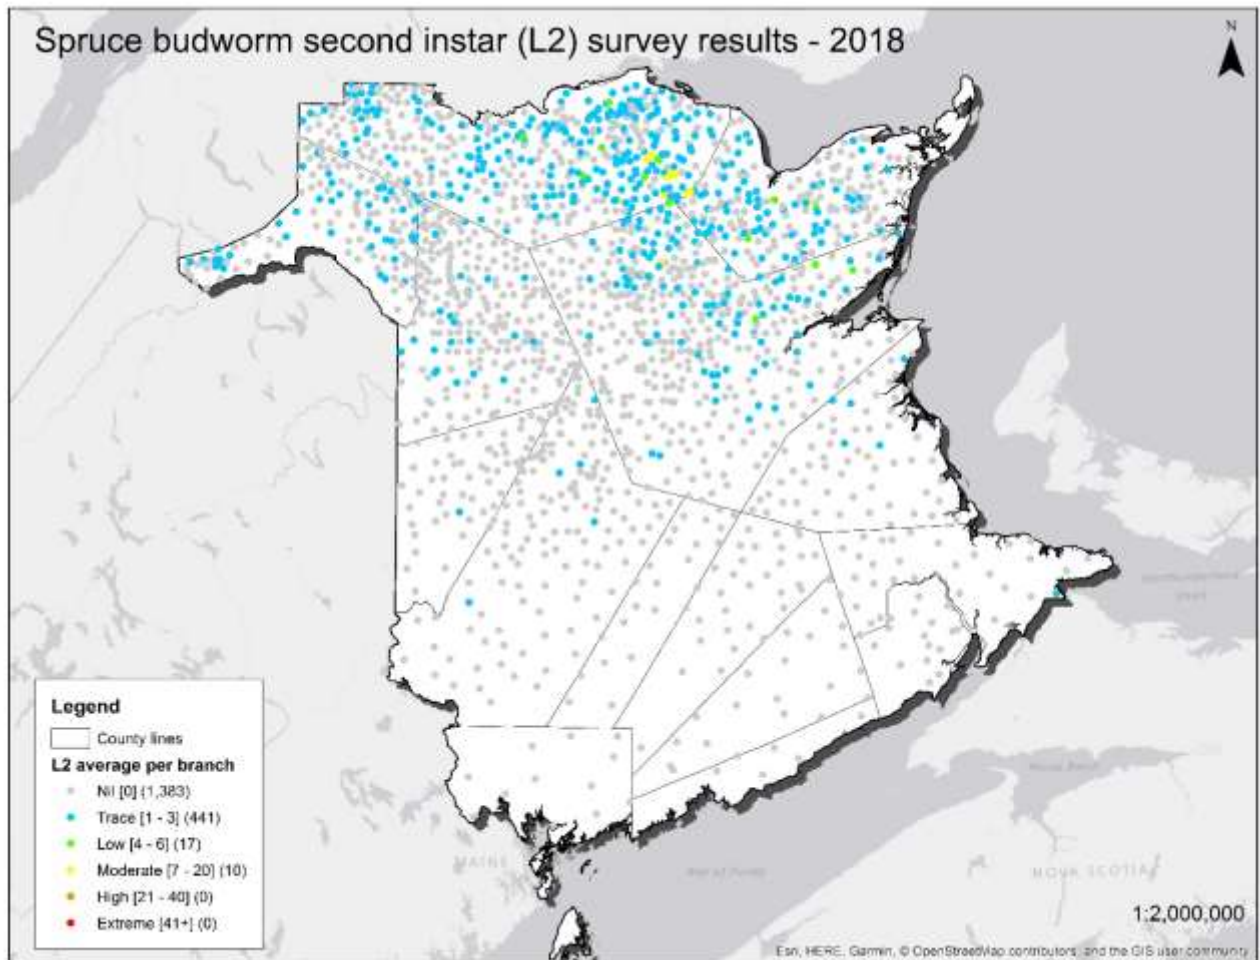 Spruce budworm second instar (L2) survey results - 2018
N
Legend
County lines
L2 average per branch
Nil [0] (1,383)
Trace [1 - 3] (441)
Low [4 - 6] (17)
Moderate [7 - 20] (10)
High [21 - 40] (0)
Extreme [41+] (0)
MAINE
NOVA SCOTIA
1:2,000,000
Esri, HERE, Garmin, © OpenStreetMap contributors, and the GIS user community